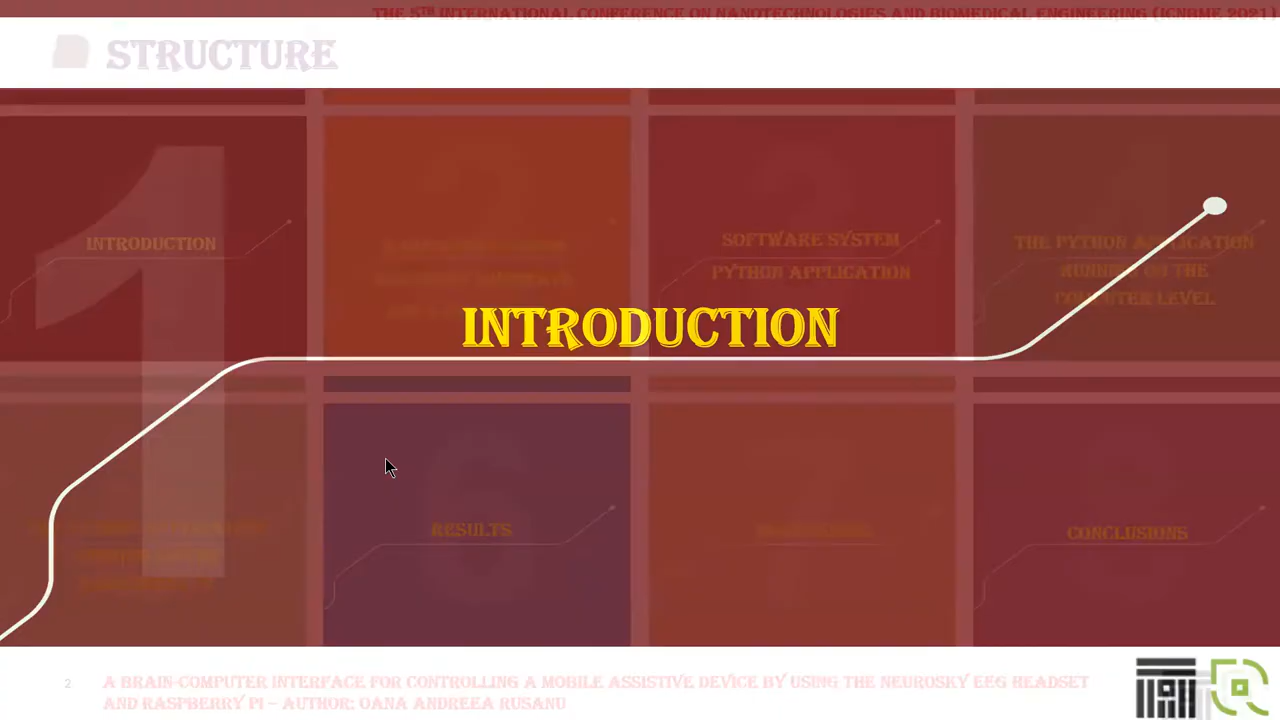 THE 5TH INTERNATIONAL CONFERENCE ON NANOTECHNOLOGIES AND BIOMEDICAL ENGINEERING (ICNBME 2021)
STRUCTURE
1
INTRODUCTION
SOFTWARE SYSTEM
PYTHON APPLICATION
THE PYTHON APPLICATION
RUNNING ON THE
COMPUTER LEVEL
INTRODUCTION
RESULTS
CONCLUSIONS
2
A BRAIN-COMPUTER INTERFACE FOR CONTROLLING A MOBILE ASSISTIVE DEVICE BY USING THE NEUROSKY EEG HEADSET
AND RASPBERRY PI – AUTHOR: OANA ANDREEA RUSANU